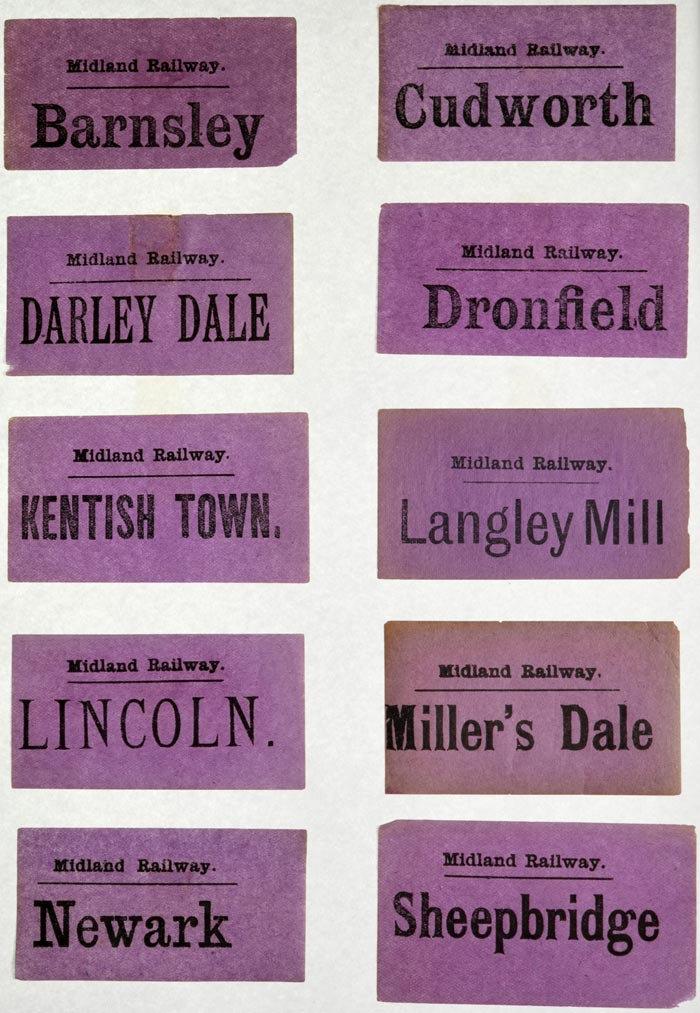 Midland Railway.
Barnsley
Midland Railway.
Cudworth
Midland Railway.
DARLEY DALE
Midland Railway.
Dronfield
Midland Railway.
KENTISH TOWN.
Midland Railway.
Langley Mill
Midland Railway.
LINCOLN.
Midland Railway.
Miller's Dale
Midland Railway.
Newark
Midland Railway.
Sheepbridge